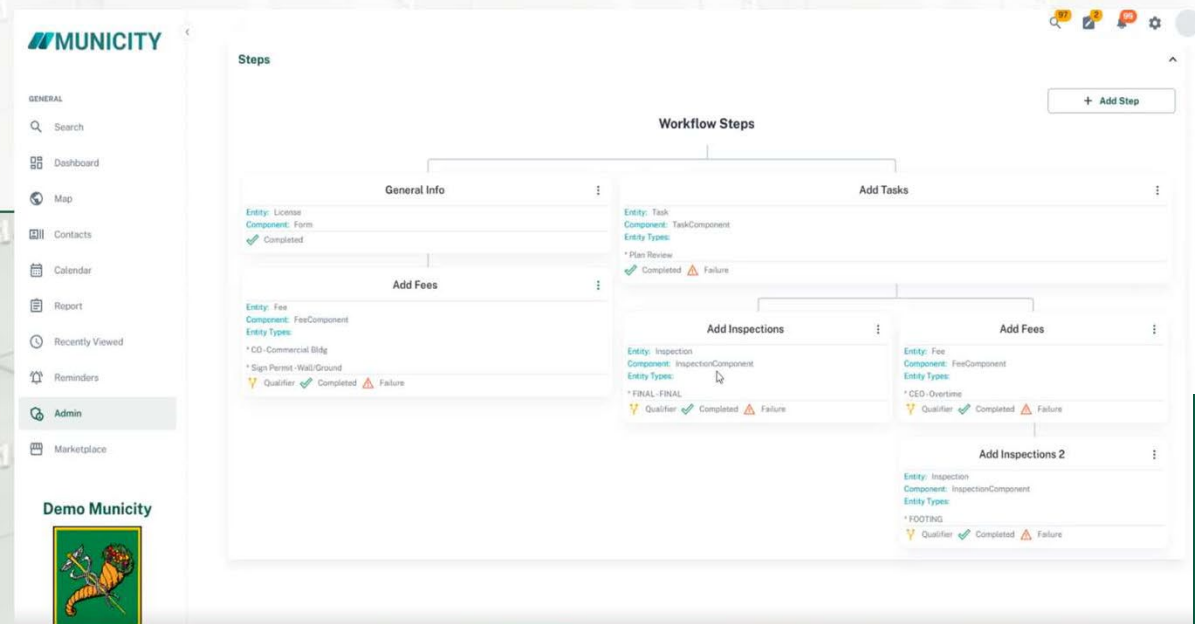 MUNICITY
97
2
99
GENERAL
Search
Dashboard
Map
Contacts
Calendar
Report
Recently Viewed
Reminders
Admin
Marketplace
Demo Municity
Steps
+ Add Step
Workflow Steps
General Info
Entity: License
Component: Form
Completed
Add Fees
Entity: Fee
Component: FeeComponent
Entity Types:
* CO-Commercial Bldg
* Sign Permit-Wall/Ground
Qualifier Completed Failure
Add Tasks
Entity: Task
Component: TaskComponent
Entity Types:
* Plan Review
Completed Failure
Add Inspections
Entity: Inspection
Component: InspectionComponent
Entity Types:
* FINAL-FINAL
Qualifier Completed Failure
Add Fees
Entity: Fee
Component: FeeComponent
Entity Types:
* CEO-Overtime
Qualifier Completed Failure
Add Inspections 2
Entity: Inspection
Component: InspectionComponent
Entity Types:
* FOOTING
Qualifier Completed Failure